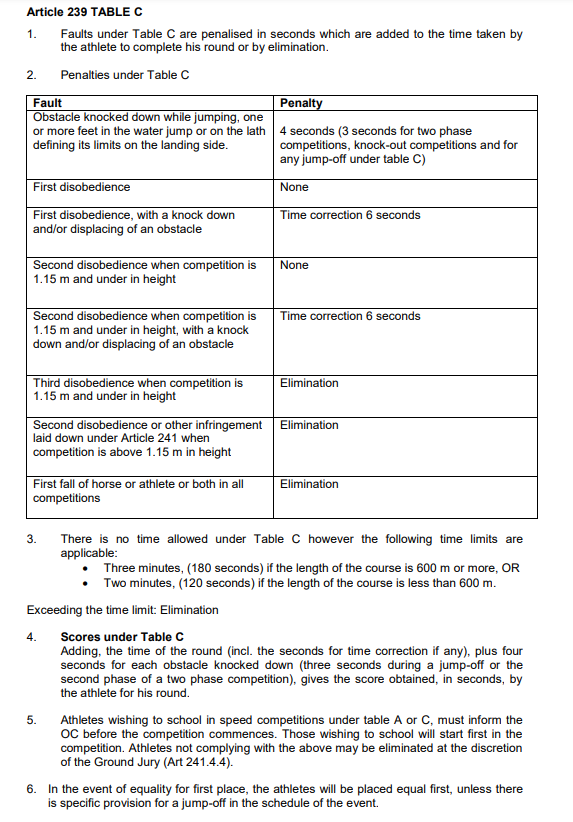 Article 239 TABLE C
1. Faults under Table C are penalised in seconds which are added to the time taken by
the athlete to complete his round or by elimination.
2. Penalties under Table C
Fault Penalty
Obstacle knocked down while jumping, one
or more feet in the water jump or on the lath
defining its limits on the landing side.
4 seconds (3 seconds for two phase
competitions, knock-out competitions and for
any jump-off under table C)
First disobedience None
First disobedience, with a knock down
and/or displacing of an obstacle
Time correction 6 seconds
Second disobedience when competition is
1.15 m and under in height
None
Second disobedience when competition is
1.15 m and under in height, with a knock
down and/or displacing of an obstacle
Time correction 6 seconds
Third disobedience when competition is
1.15 m and under in height
Elimination
Second disobedience or other infringement
laid down under Article 241 when
competition is above 1.15 m in height
Elimination
First fall of horse or athlete or both in all
competitions
Elimination
3. There is no time allowed under Table C however the following time limits are
applicable:
• Three minutes, (180 seconds) if the length of the course is 600 m or more, OR
• Two minutes, (120 seconds) if the length of the course is less than 600 m.
Exceeding the time limit: Elimination
4. Scores under Table C
Adding, the time of the round (incl. the seconds for time correction if any), plus four
seconds for each obstacle knocked down (three seconds during a jump-off or the
second phase of a two phase competition), gives the score obtained, in seconds, by
the athlete for his round.
5. Athletes wishing to school in speed competitions under table A or C, must inform the
OC before the competition commences. Those wishing to school will start first in the
competition. Athletes not complying with the above may be eliminated at the discretion
of the Ground Jury (Art 241.4.4).
6. In the event of equality for first place, the athletes will be placed equal first, unless there
is specific provision for a jump-off in the schedule of the event.